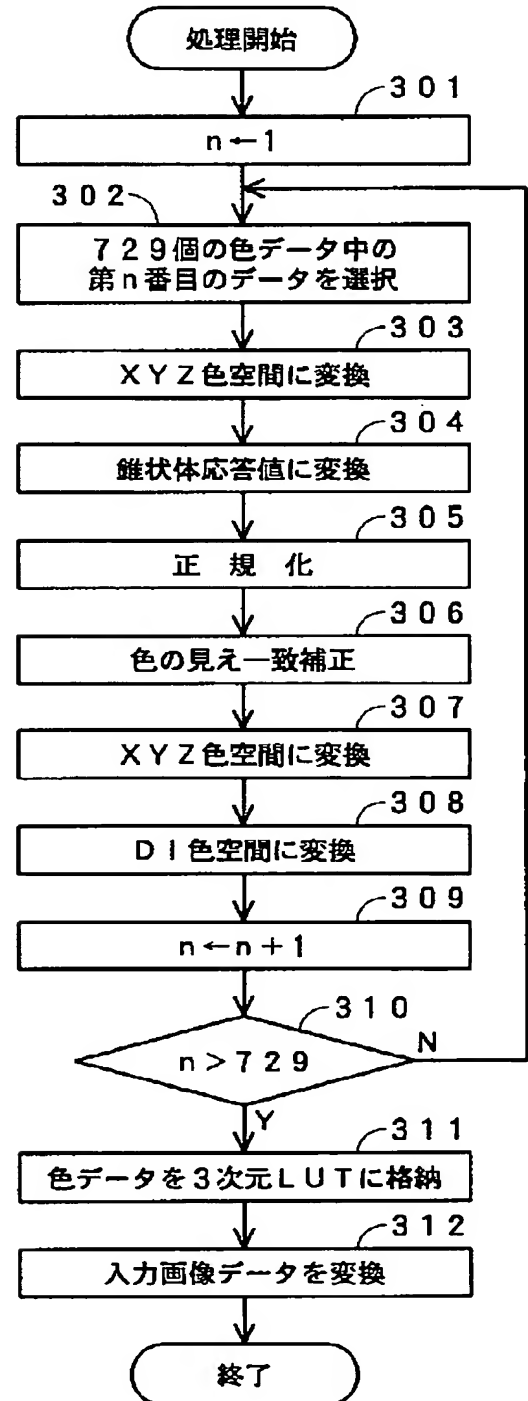 処理開始
301
n←1
302
729個の色データ中の
第n番目のデータを選択
303
XYZ色空間に変換
304
錐状体応答値に変換
305
正 規 化
306
色の見え一致補正
307
XYZ色空間に変換
308
DI色空間に変換
309
n←n+1
310
n>729
N
Y
311
色データを3次元LUTに格納
312
入力画像データを変換
終了